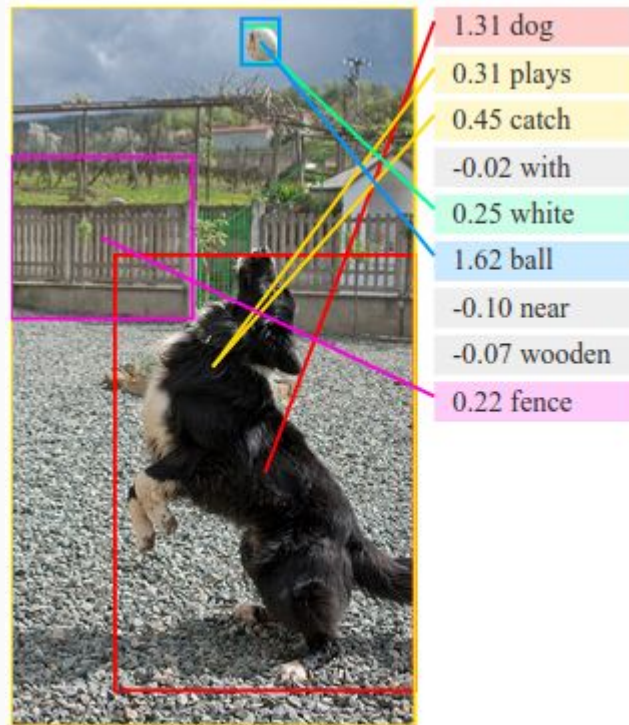 1.31 dog
0.31 plays
0.45 catch
-0.02 with
0.25 white
1.62 ball
-0.10 near
-0.07 wooden
0.22 fence